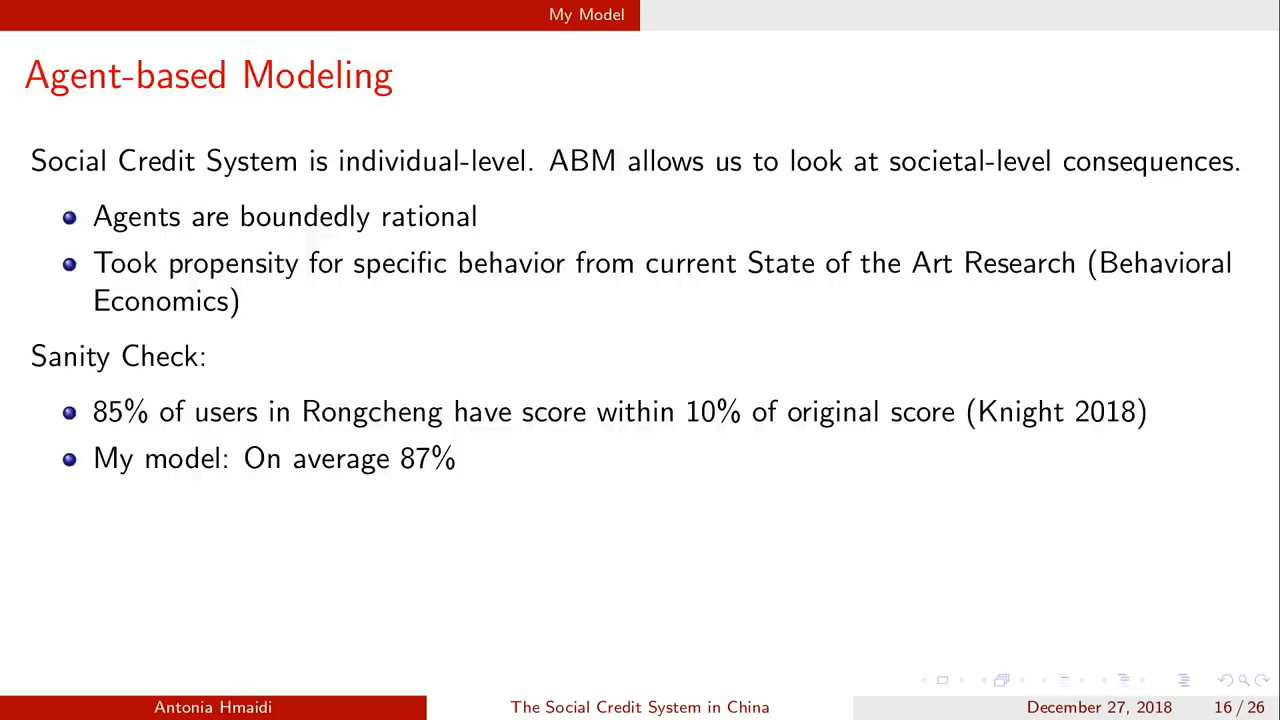 My Model
Agent-based Modeling
Social Credit System is individual-level. ABM allows us to look at societal-level consequences.
Agents are boundedly rational
Took propensity for specific behavior from current State of the Art Research (Behavioral
Economics)
Sanity Check:
85% of users in Rongcheng have score within 10% of original score (Knight 2018)
My model: On average 87%
Antonia Hmaidi
The Social Credit System in China
December 27, 2018
16 / 26